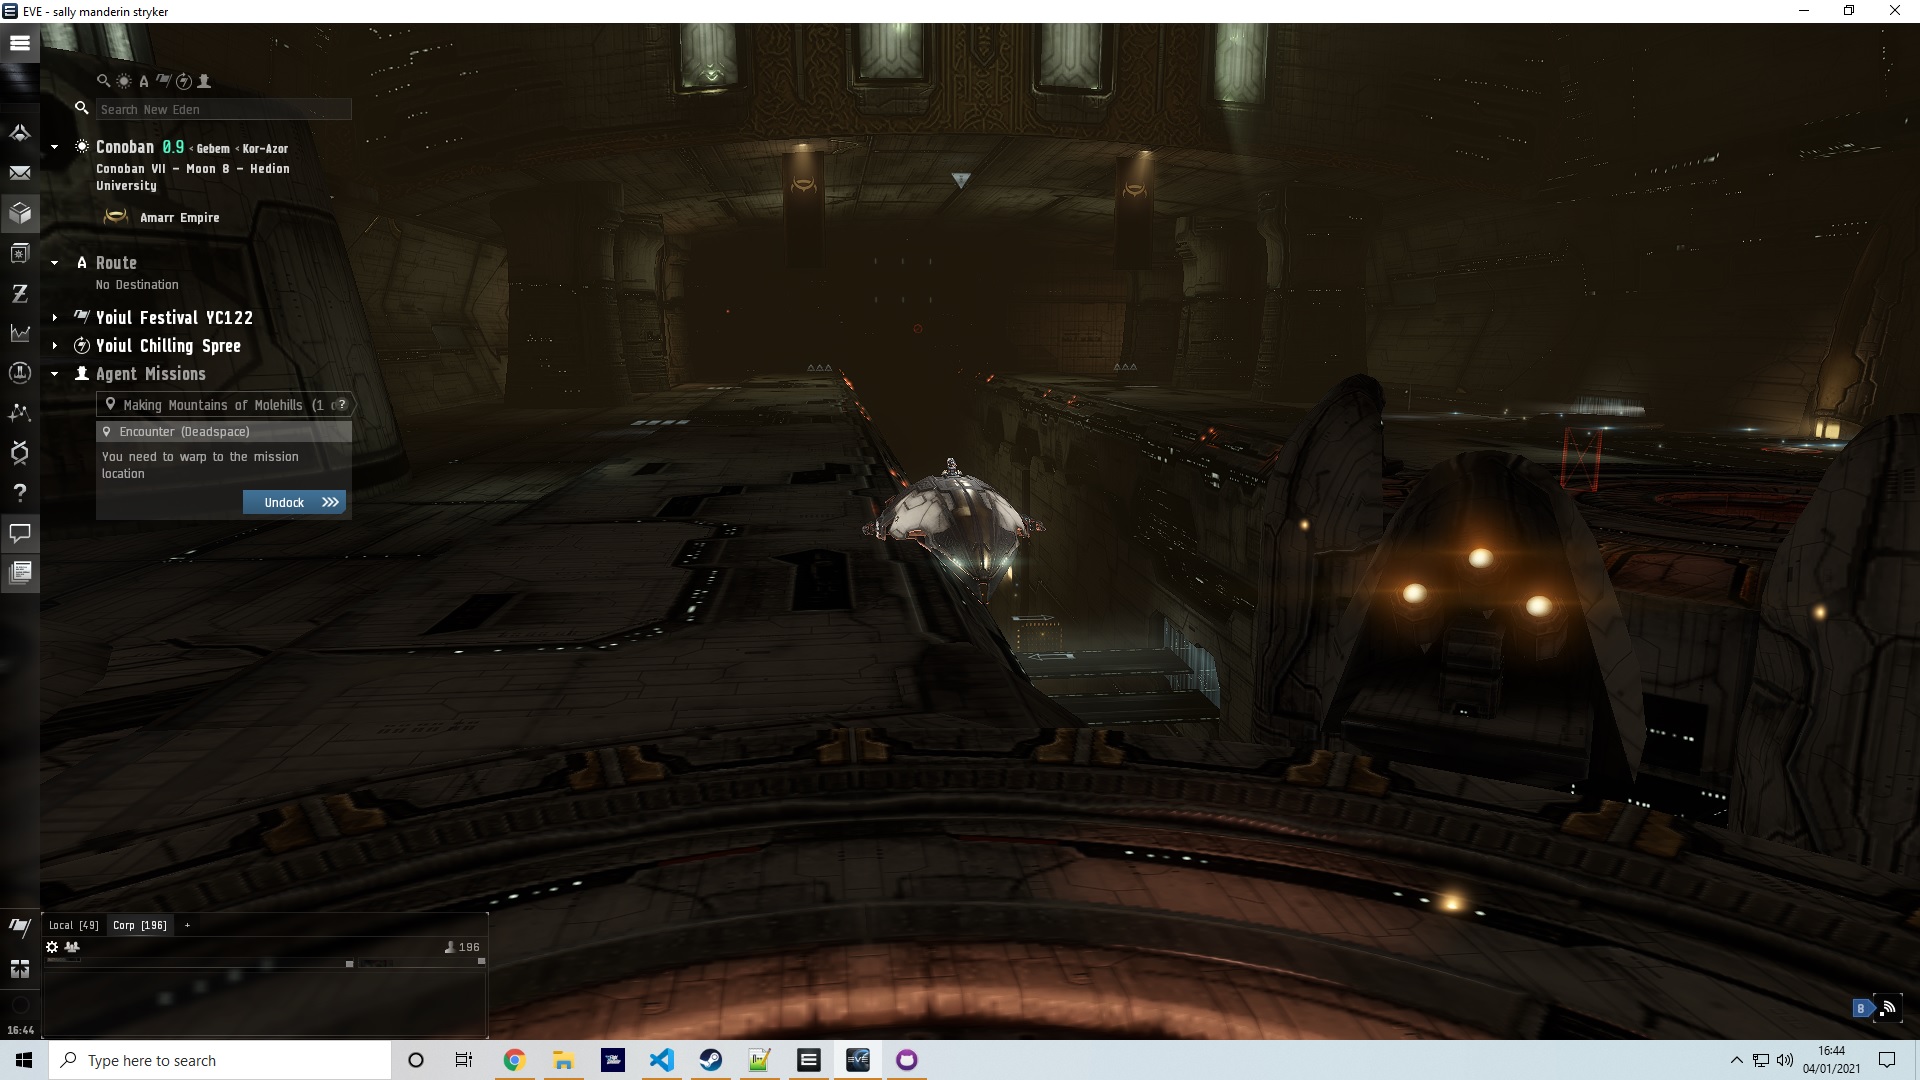 EVE - sally manderin stryker
Search New Eden
Conoban 0.9 < Gebem < Kor-Azor
Conoban VII - Moon 8 - Hedion
University
Amarr Empire
Route
No Destination
Yoiul Festival YC122
Yoiul Chilling Spree
Agent Missions
Making Mountains of Molehills (1 ?
Encounter (Deadspace)
You need to warp to the mission
location
Undock >>>
Local [49] Corp [196] +
196
16:44
8
Type here to search
16:44
04/01/2021